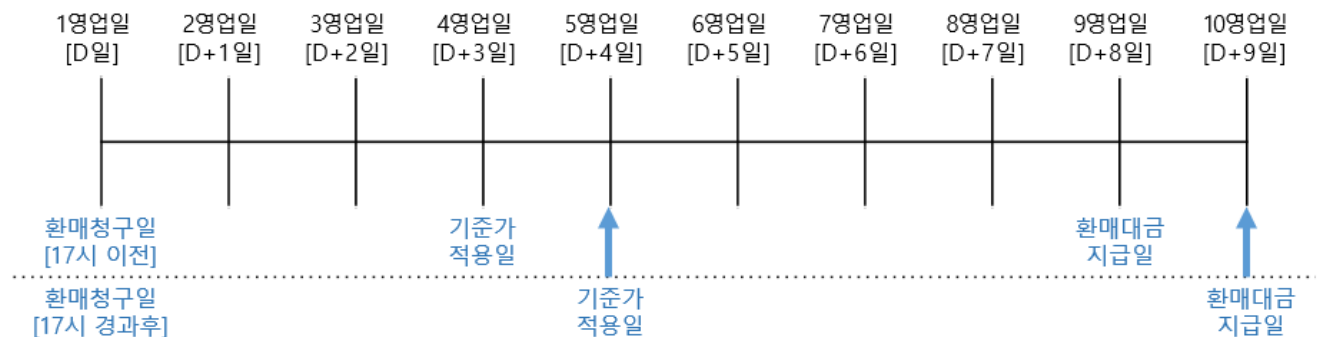 1영업일 2영업일 3영업일 4영업일 5영업일 6영업일 7영업일 8영업일 9영업일 10영업일
[D일] [D+1일] [D+2일] [D+3일] [D+4일] [D+5일] [D+6일] [D+7일] [D+8일] [D+9일]
환매청구일 기준가 환매대금
[17시 이전] 적용일 지급일
환매청구일 기준가 환매대금
[17시 경과후] 적용일 지급일